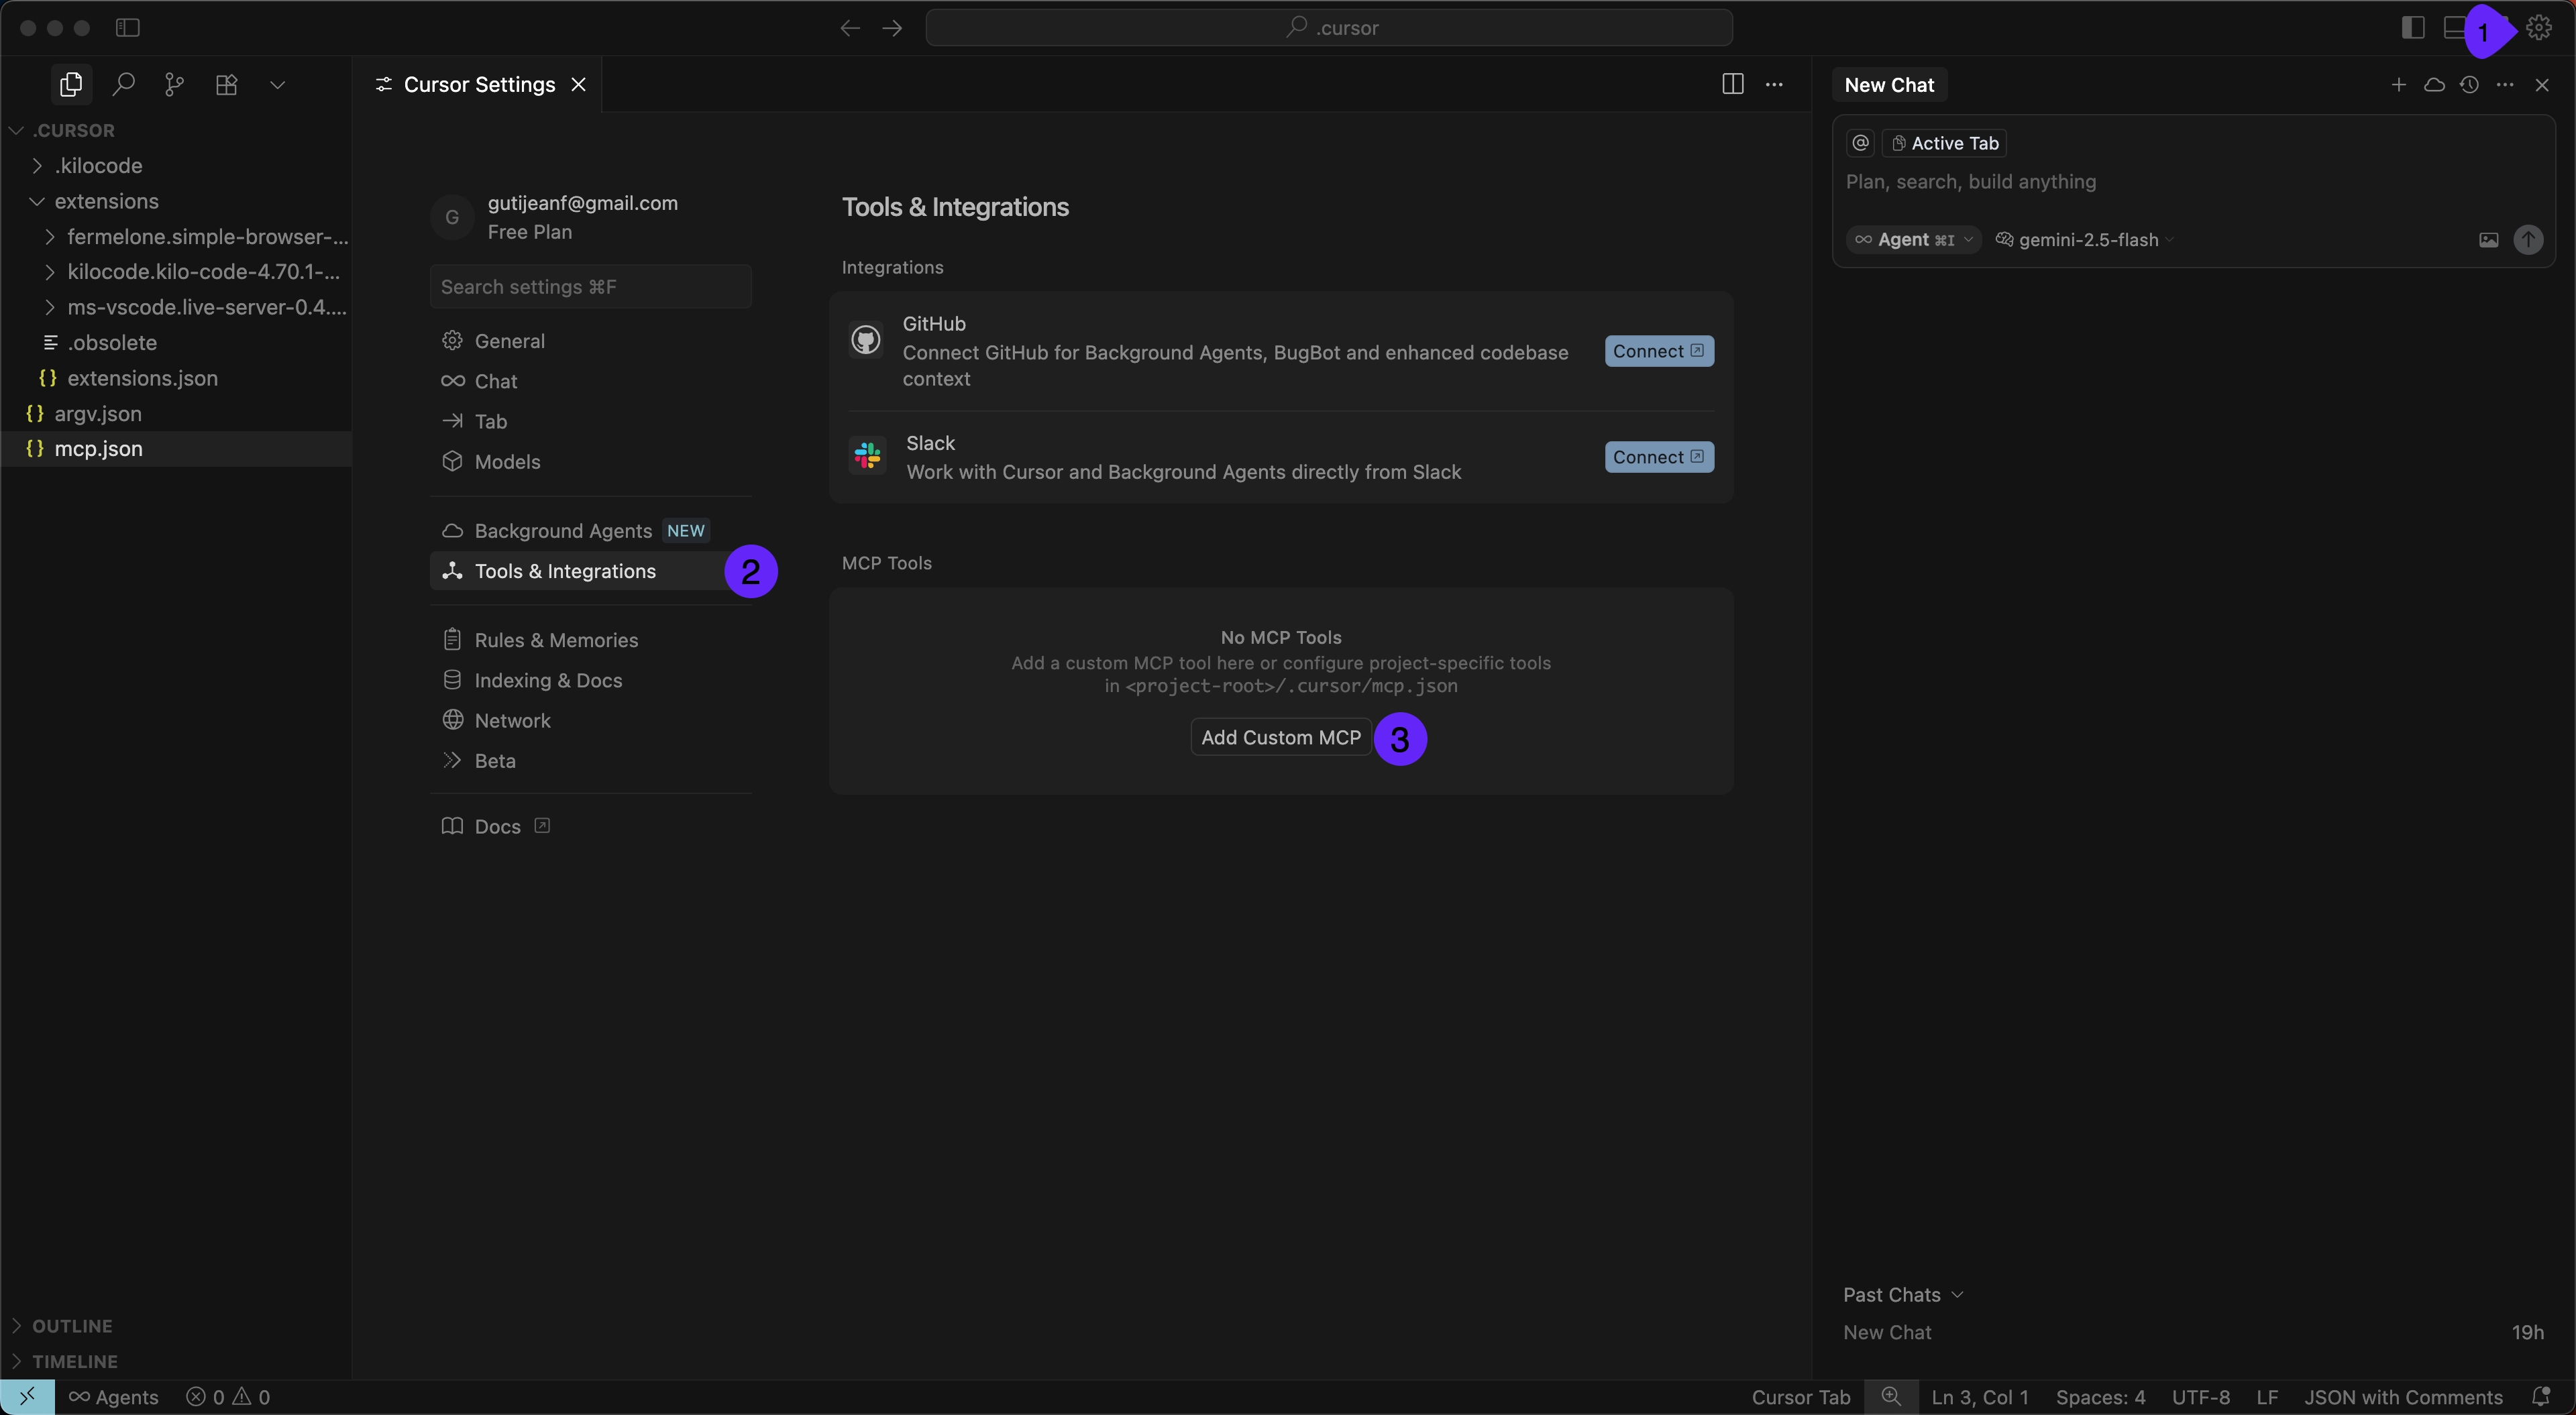 .cursor
1
Cursor Settings
New Chat
.CURSOR
.kilocode
extensions
fermelone.simple-browser-...
kilocode.kilo-code-4.70.1-...
ms-vscode.live-server-0.4....
.obsolete
{} extensions.json
{} argv.json
{} mcp.json
OUTLINE
TIMELINE
G
gutijeanf@gmail.com
Free Plan
Search settings ⌘F
General
Chat
Tab
Models
Background Agents NEW
Tools & Integrations
2
Rules & Memories
Indexing & Docs
Network
Beta
Docs
Tools & Integrations
Integrations
GitHub
Connect GitHub for Background Agents, BugBot and enhanced codebase
context
Connect
Slack
Work with Cursor and Background Agents directly from Slack
Connect
MCP Tools
No MCP Tools
Add a custom MCP tool here or configure project-specific tools
in <project-root>/.cursor/mcp.json
Add Custom MCP
3
@ Active Tab
Plan, search, build anything
Agent ⌘I gemini-2.5-flash
Past Chats
New Chat 19h
Agents 0 0
Cursor Tab Ln 3, Col 1 Spaces: 4 UTF-8 LF JSON with Comments